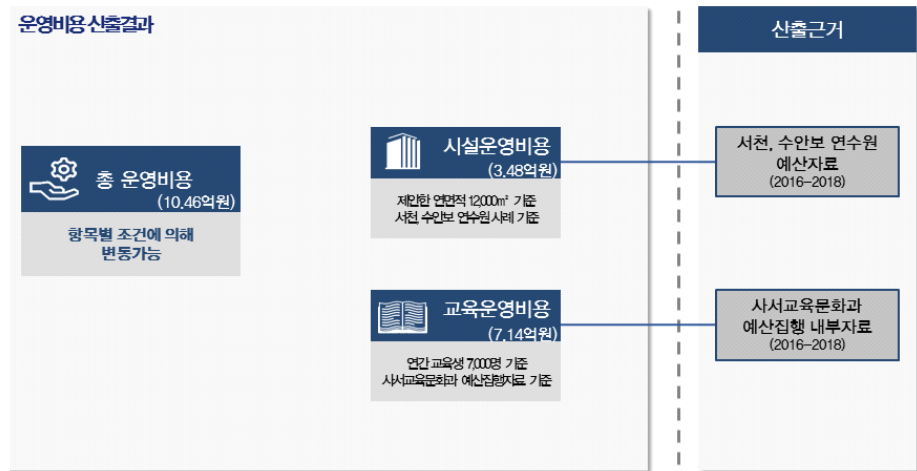 운영비용 산출결과
산출근거
총 운영비용
(10.46억원)
항목별 조건에 의해
변동가능
시설운영비용
(3.48억원)
제안한 연면적 12,000㎡ 기준
서천, 수안보 연수원 사례 기준
서천, 수안보 연수원
예산자료
(2016-2018)
교육운영비용
(7.14억원)
연간 교육생 7,000명 기준
사서교육문화과 예산집행자료 기준
사서교육문화과
예산집행 내부자료
(2016-2018)